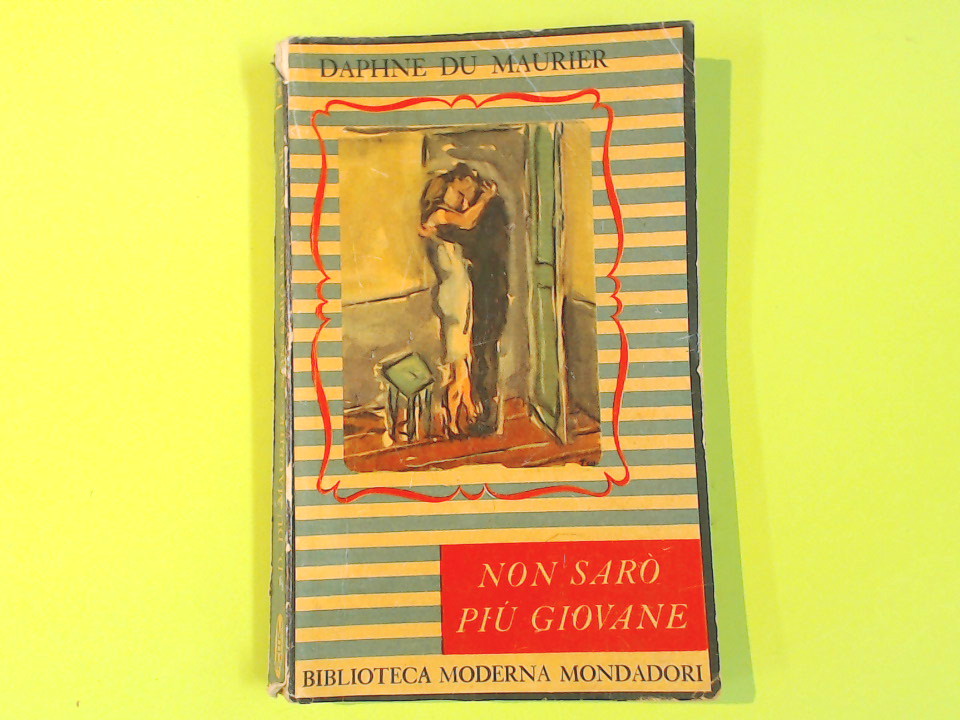 DAPHNE DU MAURIER
NON SARÒ
PIÚ GIOVANE
BIBLIOTECA MODERNA MONDADORI